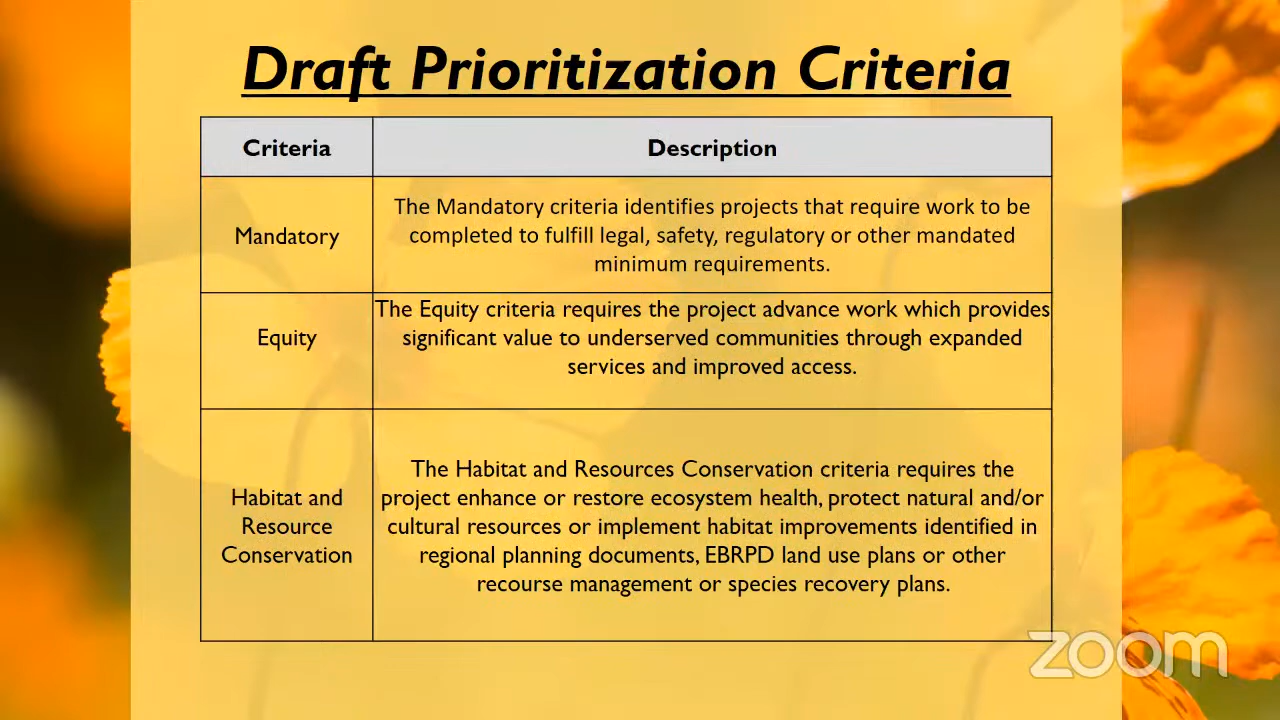 Draft Prioritization Criteria
Criteria
Description
Mandatory
The Mandatory criteria identifies projects that require work to be
completed to fulfill legal, safety, regulatory or other mandated
minimum requirements.
Equity
The Equity criteria requires the project advance work which provides
significant value to underserved communities through expanded
services and improved access.
Habitat and
Resource
Conservation
The Habitat and Resources Conservation criteria requires the
project enhance or restore ecosystem health, protect natural and/or
cultural resources or implement habitat improvements identified in
regional planning documents, EBRPD land use plans or other
recourse management or species recovery plans.
zoom